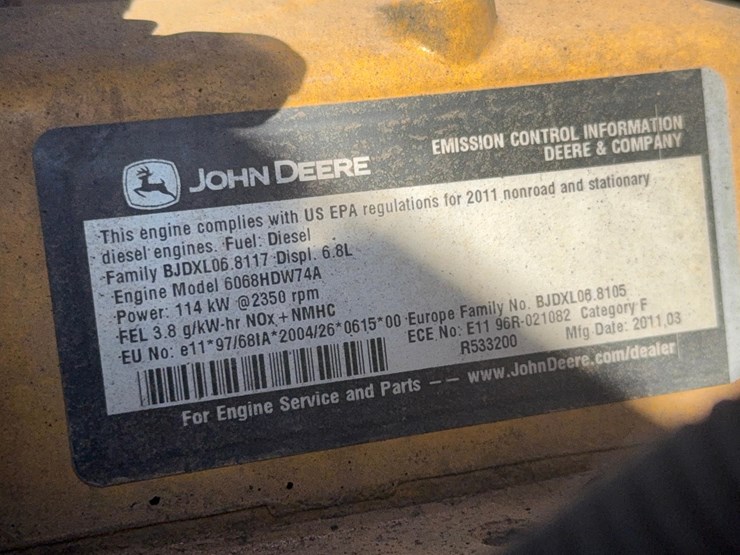 JOHN DEERE
EMISSION CONTROL INFORMATION
DEERE & COMPANY
This engine complies with US EPA regulations for 2011 nonroad and stationary
diesel engines. Fuel: Diesel
Family BJDXL06.8117 Displ. 6.8L
Engine Model 6068HDW74A
Power: 114 kW @2350 rpm
FEL 3.8 g/kW-hr NOx+NMHC
EU No: e11*97/68IA*2004/26*0615*00 Europe Family No. BJDXL06.8105
ECE No: E11 96R-021082 Category F
R533200 Mfg Date: 2011.03
For Engine Service and Parts -- www.JohnDeere.com/dealer